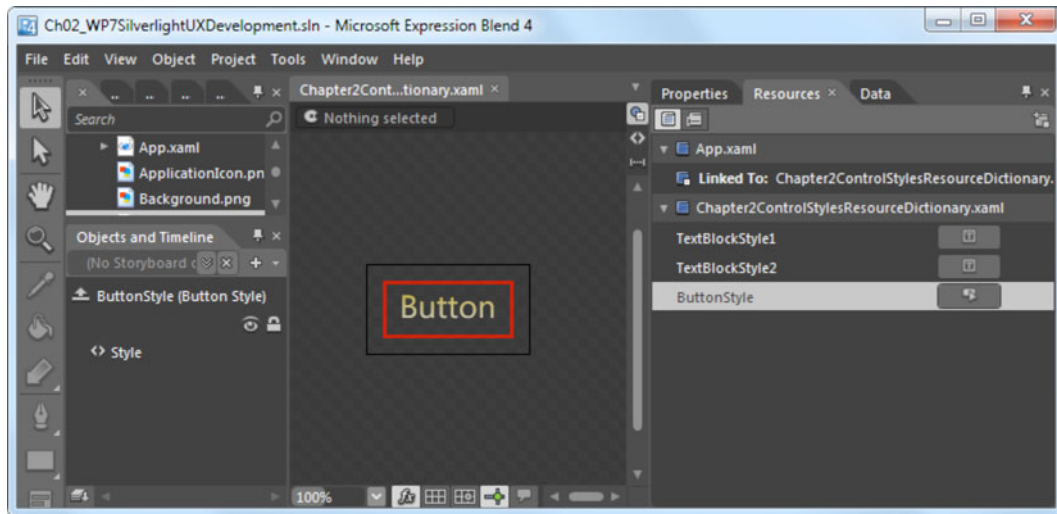 Ch02_WP7SilverlightUXDevelopment.sln - Microsoft Expression Blend 4
File Edit View Object Project Tools Window Help
Chapter2Cont...tionary.xaml ×
Properties Resources × Data
Search
Nothing selected
App.xaml
ApplicationIcon.pn
Background.png
App.xaml
Linked To: Chapter2ControlStylesResourceDictionary.
Chapter2ControlStylesResourceDictionary.xaml
Objects and Timeline
(No Storyboard
ButtonStyle (Button Style)
Style
Button
TextBlockStyle1
TextBlockStyle2
ButtonStyle
100%